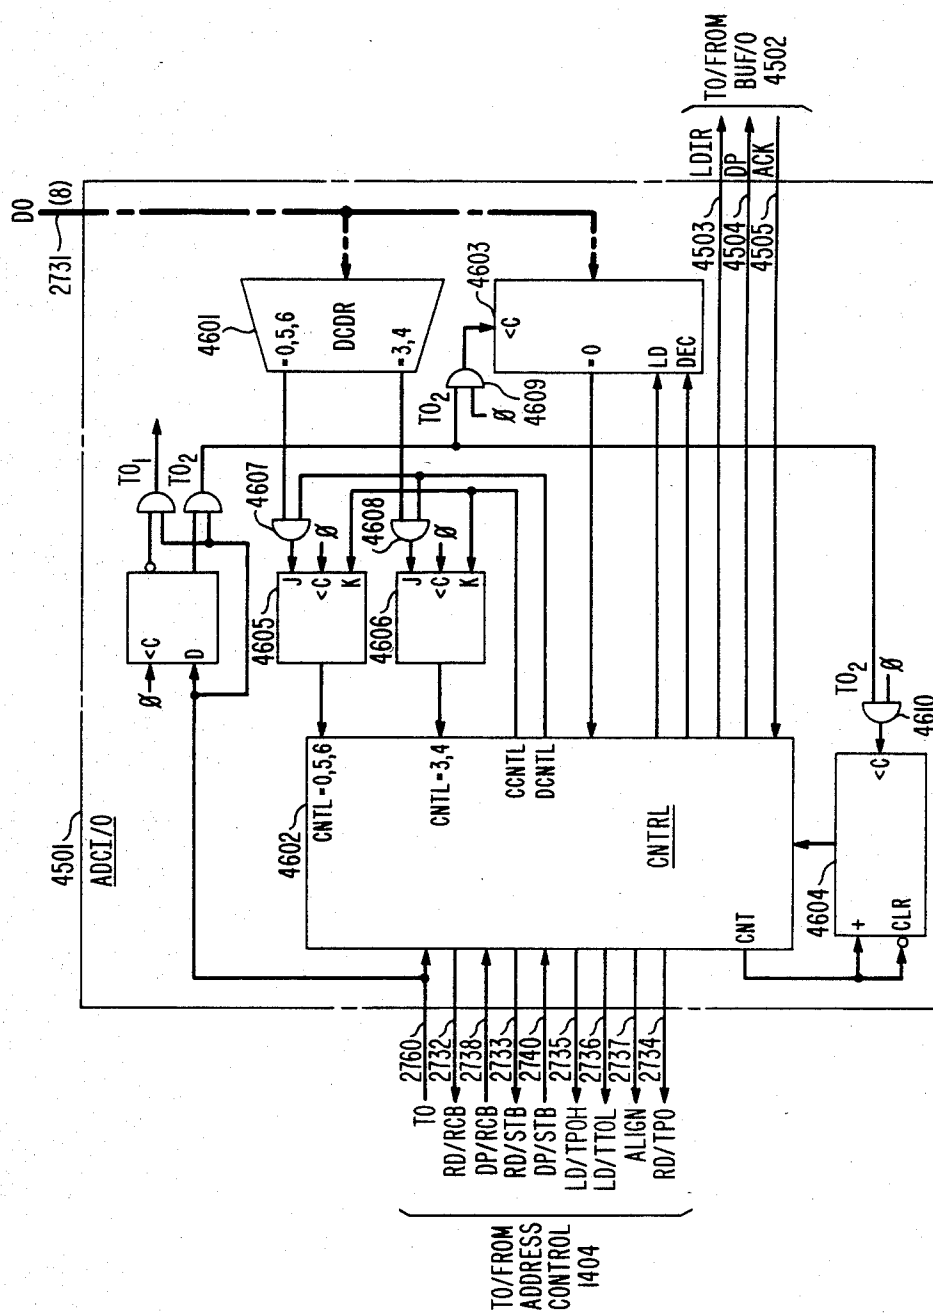 4501
ADCI/O
DO
2731
(8)
TO1
TO2
<C
D
Ø
4601
DCDR
=0,5,6
=3,4
4607
4605
J
<C
K
Ø
4608
4606
J
<C
K
Ø
TO2
Ø
4609
4603
<C
=0
LD
DEC
4602
CNTL=0,5,6
CNTL=3,4
CCNTL
DCNTL
CNTRL
CNT
TO2
Ø
4610
4604
<C
+
CLR
LDIR
4503
DP
4504
ACK
4505
TO/FROM
BUF/O
4502
TO 2760
RD/RCB 2732
DP/RCB 2738
RD/STB 2733
DP/STB 2740
LD/TPOH 2735
LD/TTOL 2736
ALIGN 2737
RD/TPO 2734
TO/FROM
ADDRESS
CONTROL
1404